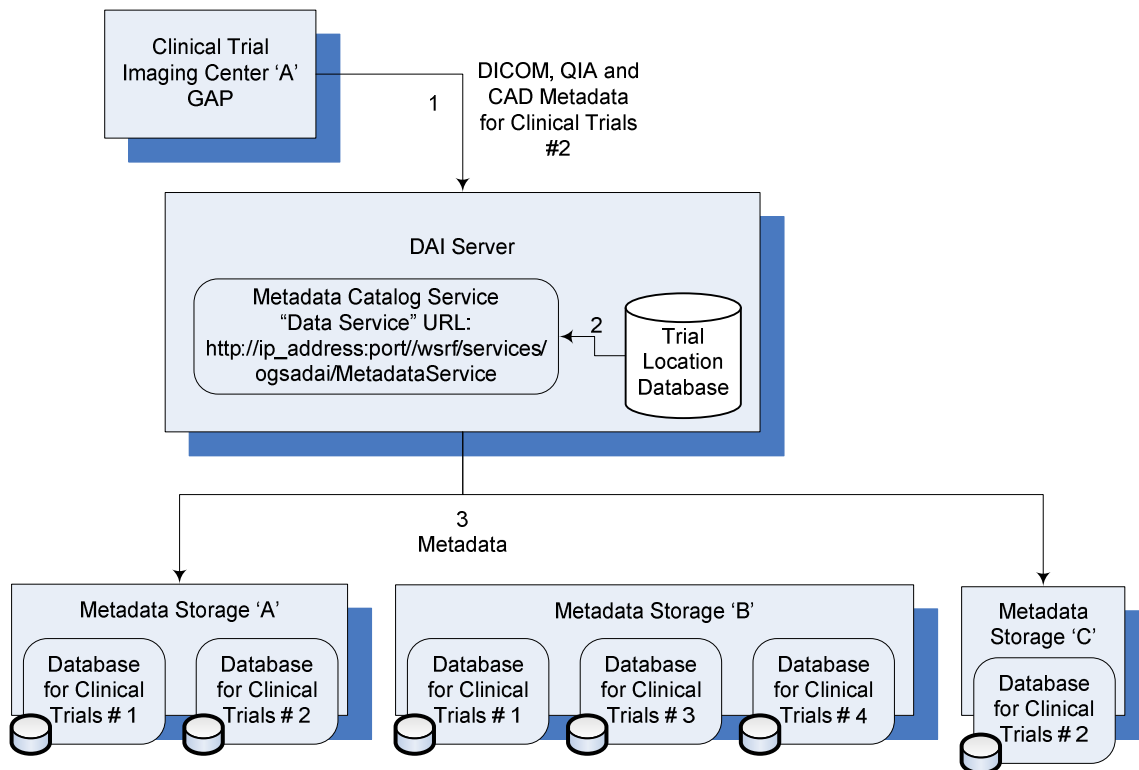 Clinical Trial
Imaging Center ‘A’
GAP
1
DICOM, QIA and
CAD Metadata
for Clinical Trials
#2
DAI Server
Metadata Catalog Service
“Data Service” URL:
http://ip_address:port//wsrf/services/
ogsadai/MetadataService
2
Trial
Location
Database
3
Metadata
Metadata Storage ‘A’
Database
for Clinical
Trials # 1
Database
for Clinical
Trials # 2
Metadata Storage ‘B’
Database
for Clinical
Trials # 1
Database
for Clinical
Trials # 3
Database
for Clinical
Trials # 4
Metadata
Storage ‘C’
Database
for Clinical
Trials # 2